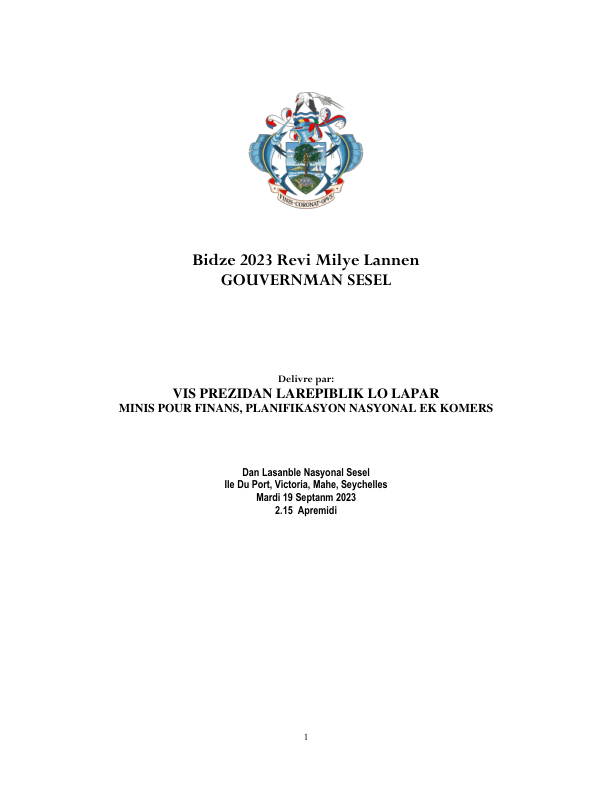 FINIS CORONAT OPUS
Bidze 2023 Revi Milye Lannen
GOUVERNMAN SESEL
Delivre par:
VIS PREZIDAN LAREPIBLIK LO LAPAR
MINIS POUR FINANS, PLANIFIKASYON NASYONAL EK KOMERS
Dan Lasanble Nasyonal Sesel
Ile Du Port, Victoria, Mahe, Seychelles
Mardi 19 Septanm 2023
2.15 Apremidi
1